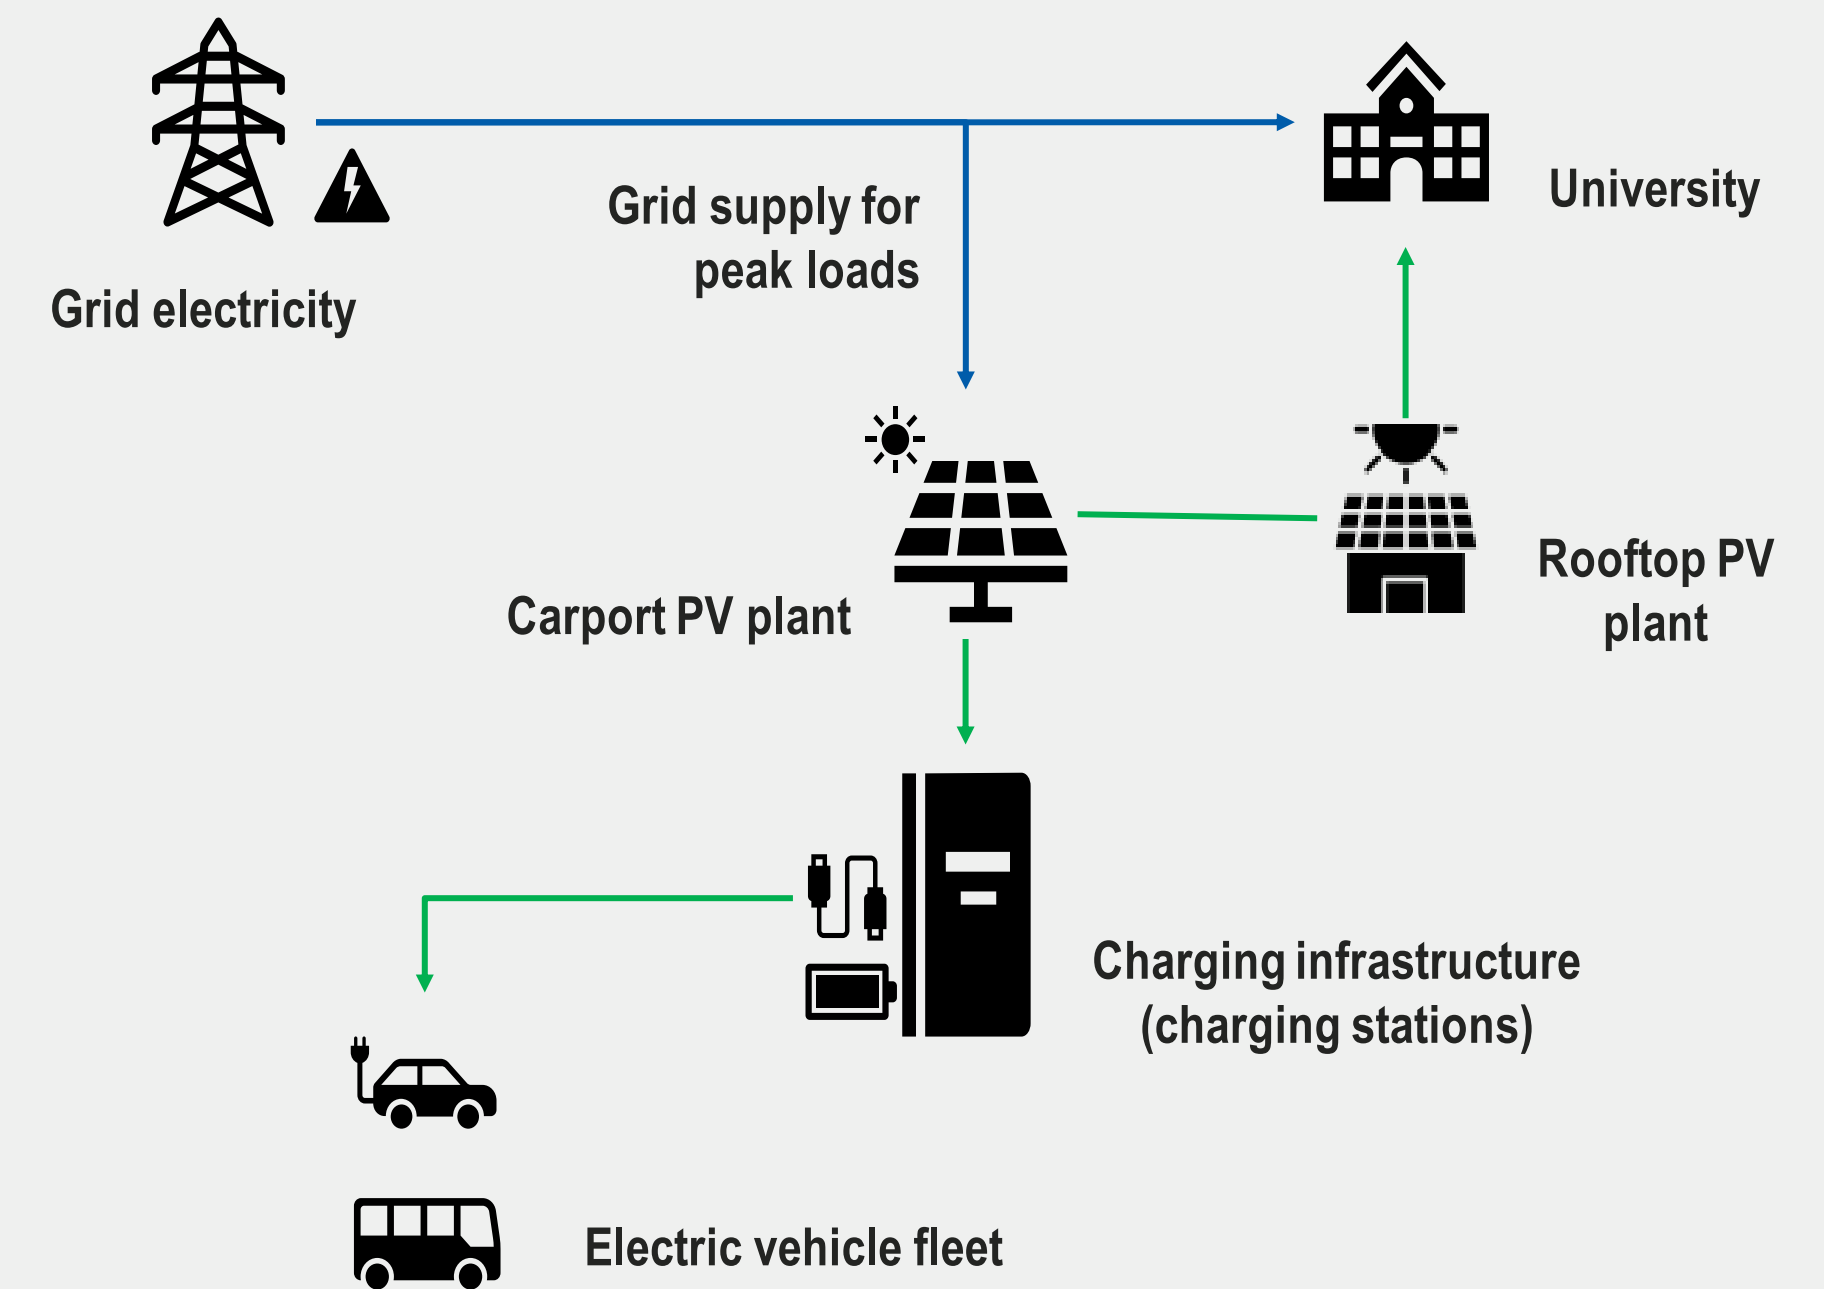 Grid supply for
peak loads
University
Grid electricity
Rooftop PV
plant
Carport PV plant
Charging infrastructure
(charging stations)
Electric vehicle fleet